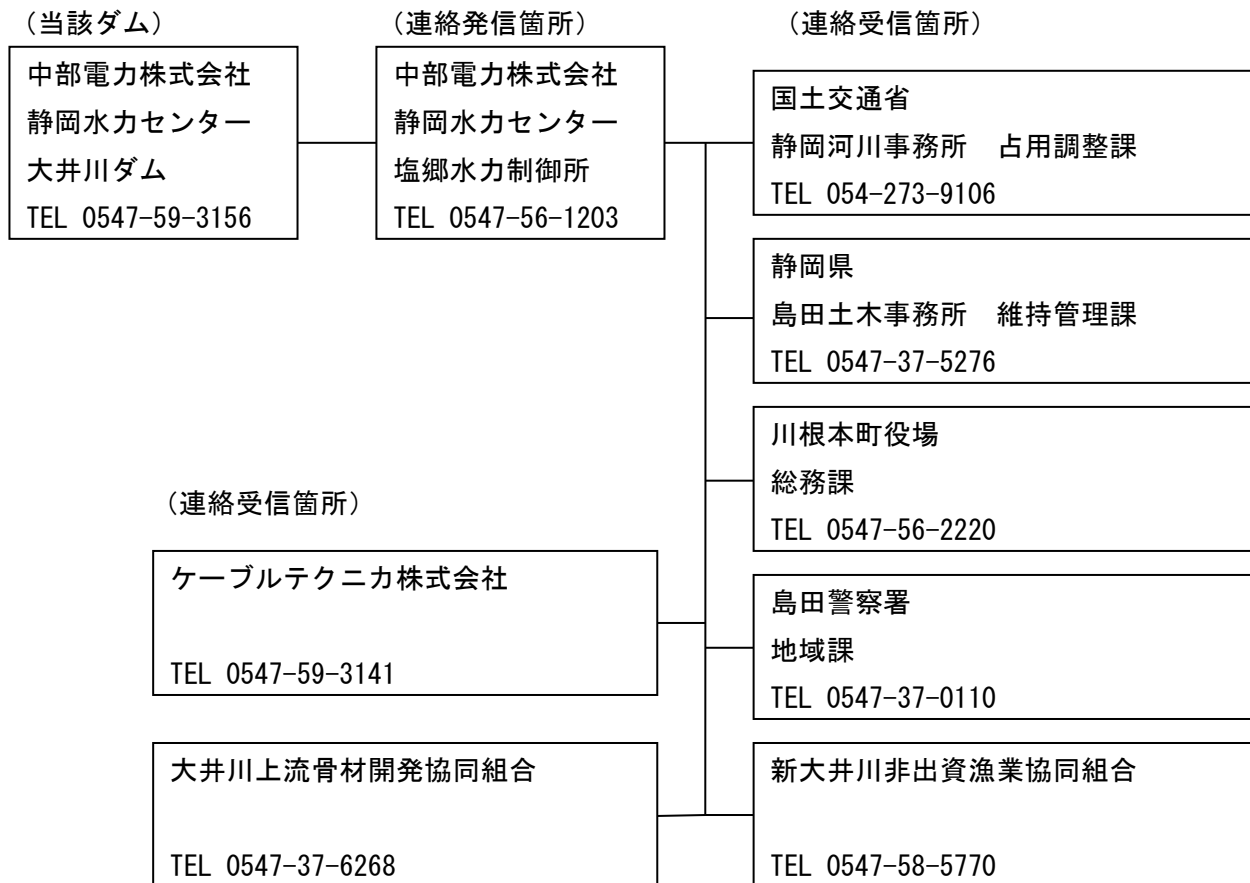 （当該ダム）
中部電力株式会社
静岡水力センター
大井川ダム
TEL 0547-59-3156
（連絡発信箇所）
中部電力株式会社
静岡水力センター
塩郷水力制御所
TEL 0547-56-1203
（連絡受信箇所）
国土交通省
静岡河川事務所　占用調整課
TEL 054-273-9106
静岡県
島田土木事務所　維持管理課
TEL 0547-37-5276
川根本町役場
総務課
TEL 0547-56-2220
島田警察署
地域課
TEL 0547-37-0110
新大井川非出資漁業協同組合
TEL 0547-58-5770
（連絡受信箇所）
ケーブルテクニカ株式会社
TEL 0547-59-3141
大井川上流骨材開発協同組合
TEL 0547-37-6268